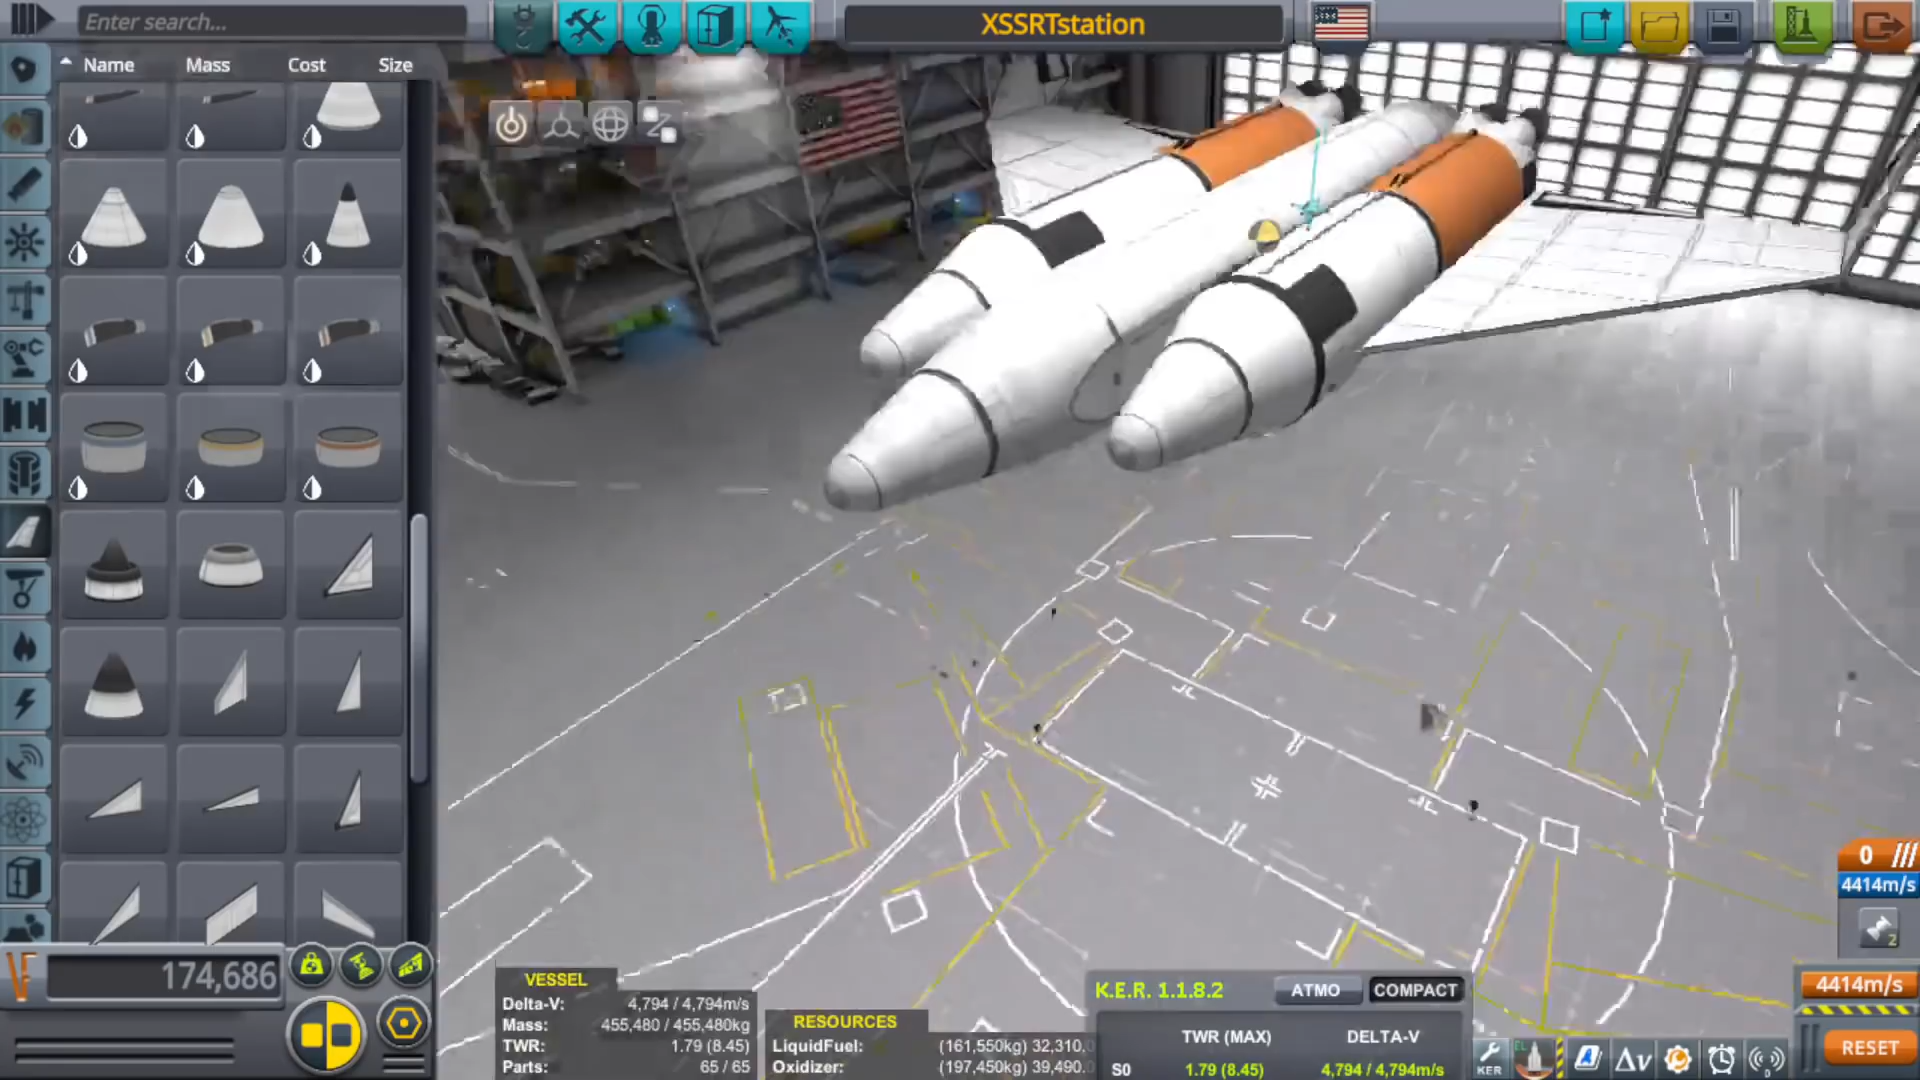 Enter search...
XSSRTstation
Name Mass Cost Size
0
4414m/s
2
174,686
VESSEL
Delta-V: 4,794 / 4,794m/s
Mass: 455,480 / 455,480kg
TWR: 1.79 (8.45)
Parts: 65 / 65
RESOURCES
LiquidFuel: (161,550kg) 32,310,
Oxidizer: (197,450kg) 39,490.
K.E.R. 1.1.8.2 ATMO COMPACT
TWR (MAX) DELTA-V
S0 1.79 (8.45) 4,794 / 4,794m/s
4414m/s
KER
EL
Δv
RESET